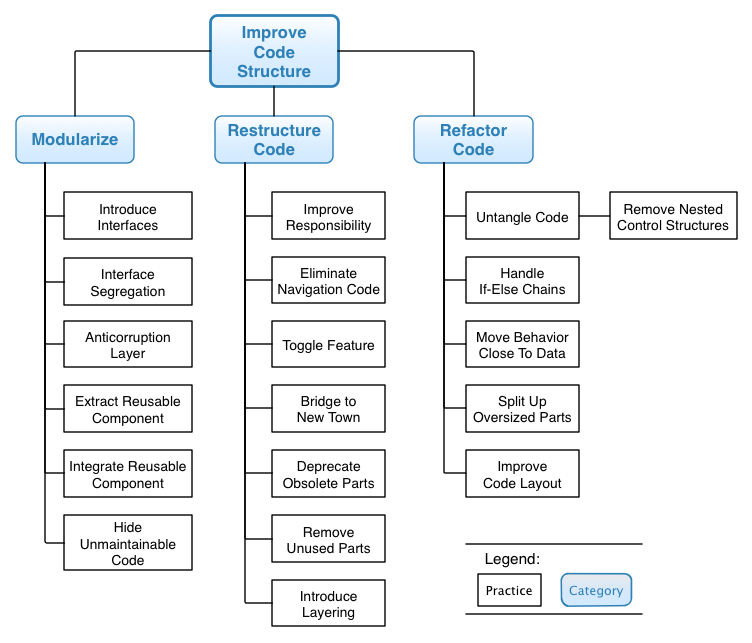 Improve
Code
Structure
Modularize
Restructure
Code
Refactor
Code
Introduce
Interfaces
Interface
Segregation
Anticorruption
Layer
Extract Reusable
Component
Integrate Reusable
Component
Hide
Unmaintainable
Code
Improve
Responsibility
Eliminate
Navigation Code
Toggle Feature
Bridge to
New Town
Deprecate
Obsolete Parts
Remove
Unused Parts
Introduce
Layering
Untangle Code
Remove Nested
Control Structures
Handle
If-Else Chains
Move Behavior
Close To Data
Split Up
Oversized Parts
Improve
Code Layout
Legend:
Practice
Category